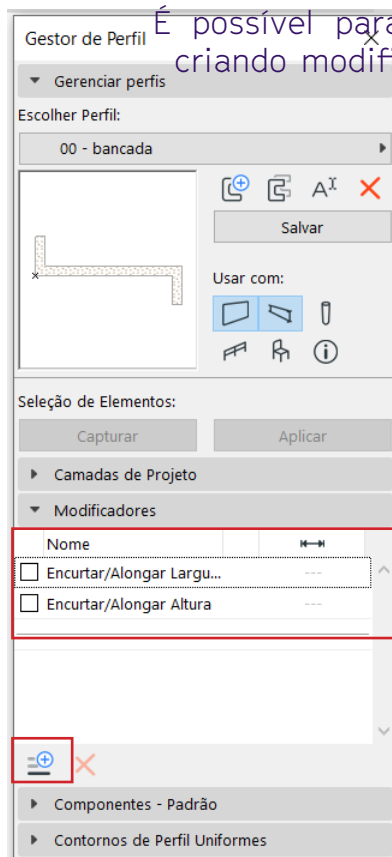 É possível para
criando modif
Gestor de Perfil
Gerenciar perfis
Escolher Perfil:
00 - bancada
Salvar
Usar com:
Seleção de Elementos:
Capturar Aplicar
Camadas de Projeto
Modificadores
Nome
Encurtar/Alongar Largu... ---
Encurtar/Alongar Altura ---
Componentes - Padrão
Contornos de Perfil Uniformes